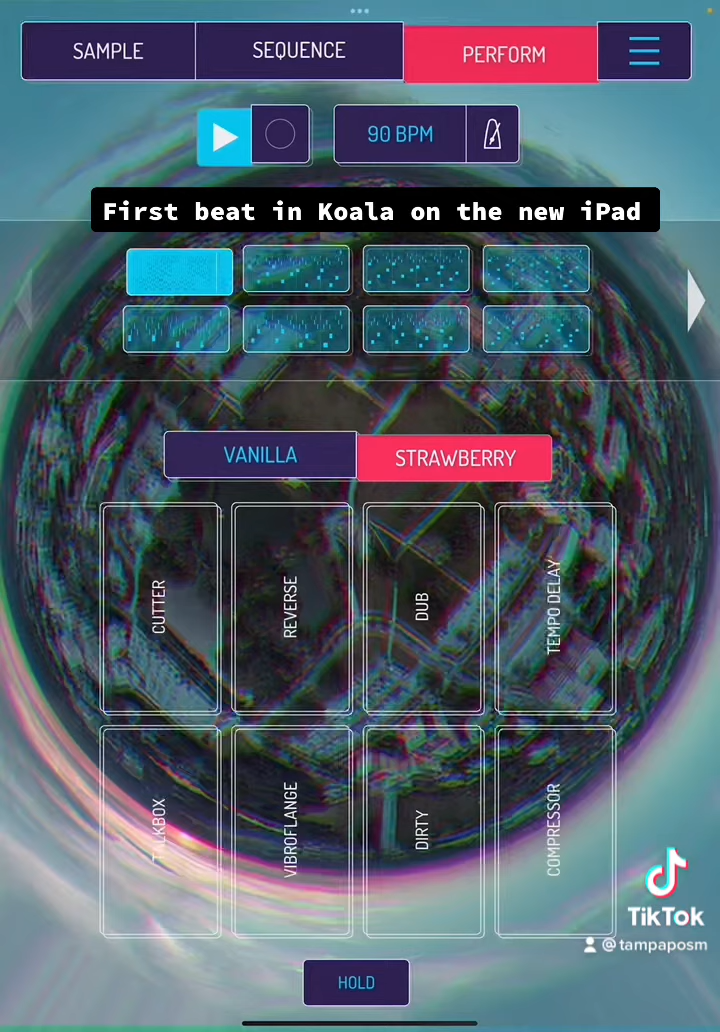 SAMPLE
SEQUENCE
PERFORM
90 BPM
First beat in Koala on the new iPad
VANILLA
STRAWBERRY
CUTTER
REVERSE
DUB
TEMPO DELAY
TALKBOX
VIBROFLANGE
DIRTY
COMPRESSOR
TikTok
@tampaposm
HOLD